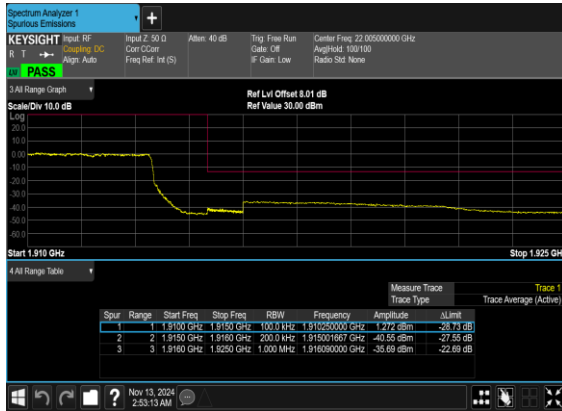 Spectrum Analyzer 1
Spurious Emissions
KEYSIGHT Input: RF Input Z: 50 Ω Atten: 40 dB Trig: Free Run Center Freq: 22.005000000 GHz
R T Coupling: DC Corr CCorr Gate: Off Avg|Hold: 100/100
Align: Auto Freq Ref: Int (S) IF Gain: Low Radio Std: None
LW PASS
3 All Range Graph
Ref Lvl Offset 8.01 dB
Scale/Div 10.0 dB Ref Value 30.00 dBm
Log
20.0
10.0
0.00
-10.0
-20.0
-30.0
-40.0
-50.0
-60.0
Start 1.910 GHz Stop 1.925 GH
4 All Range Table
Measure Trace Trace 1
Trace Type Trace Average (Active)
Spur Range Start Freq Stop Freq RBW Frequency Amplitude ΔLimit
1 1 1.9100 GHz 1.9150 GHz 100.0 kHz 1.910250000 GHz 1.272 dBm -28.73 dB
2 2 1.9150 GHz 1.9160 GHz 200.0 kHz 1.915001667 GHz -40.55 dBm -27.55 dB
3 3 1.9160 GHz 1.9250 GHz 1.000 MHz 1.916090000 GHz -35.69 dBm -22.69 dB
Nov 13, 2024
2:53:13 AM